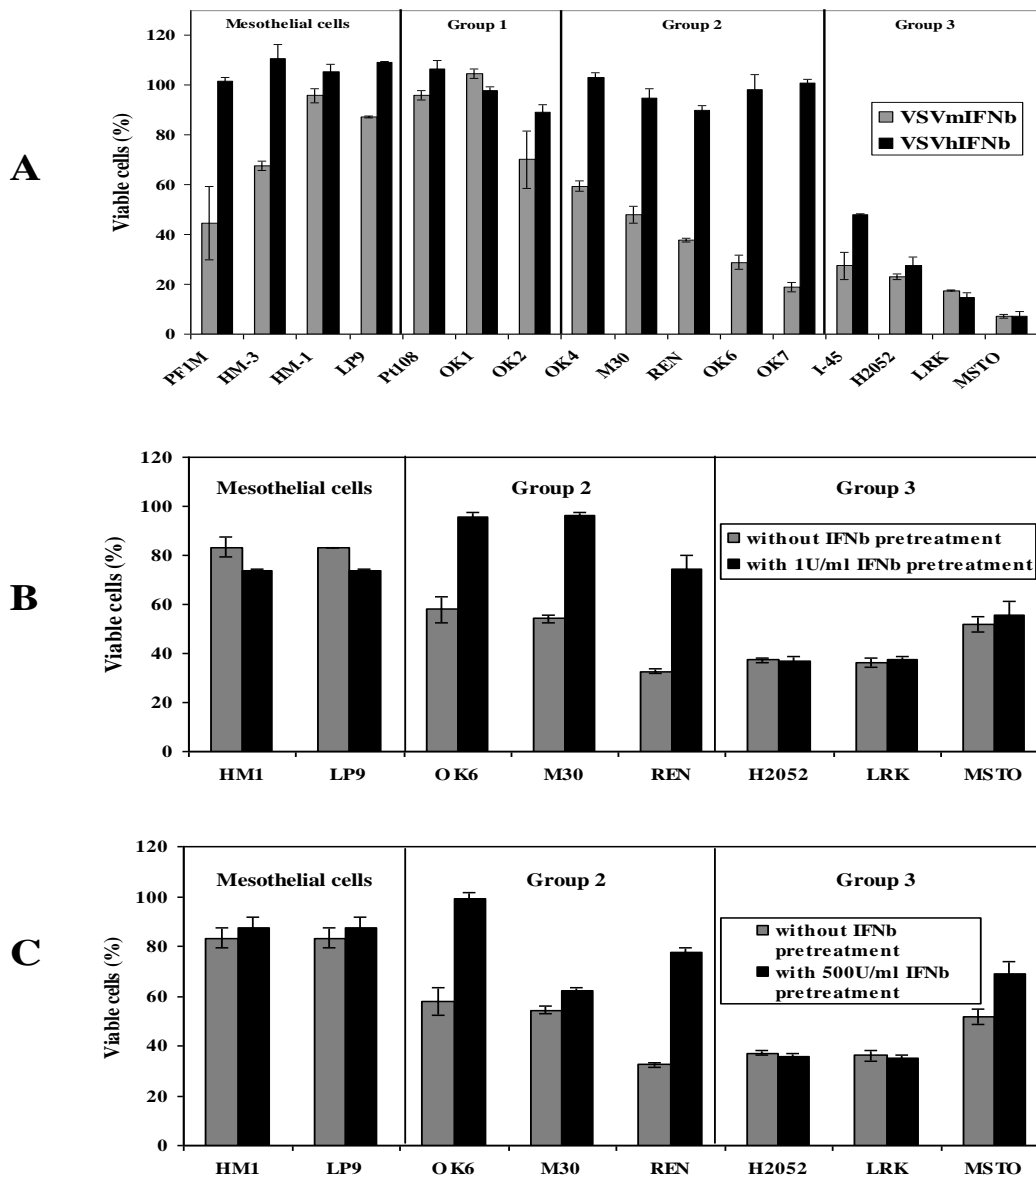 A
Mesothelial cells Group 1 Group 2 Group 3
Viable cells (%)
120
100
80
60
40
20
0
VSVmIFNb
VSVhIFNb
PF1M HM-3 HM-1 LP9 Pt108 OK1 OK2 OK4 M30 REN OK6 OK7 I-45 H2052 LRK MSTO
B
Mesothelial cells Group 2 Group 3
Viable cells (%)
120
100
80
60
40
20
0
without IFNb pretreatment
with 1U/ml IFNb pretreatment
HM1 LP9 OK6 M30 REN H2052 LRK MSTO
C
Mesothelial cells Group 2 Group 3
Viable cells (%)
120
100
80
60
40
20
0
without IFNb
pretreatment
with 500U/ml IFNb
pretreatment
HM1 LP9 OK6 M30 REN H2052 LRK MSTO